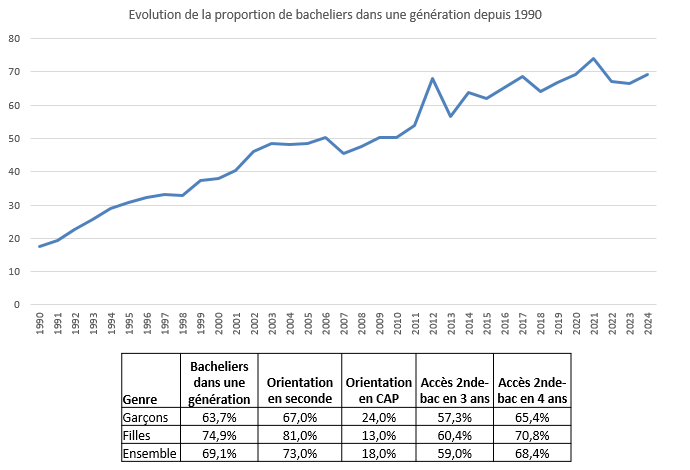 Evolution de la proportion de bacheliers dans une génération depuis 1990
80
70
60
50
40
30
20
10
0
1990 1991 1992 1993 1994 1995 1996 1997 1998 1999 2000 2001 2002 2003 2004 2005 2006 2007 2008 2009 2010 2011 2012 2013 2014 2015 2016 2017 2018 2019 2020 2021 2022 2023 2024
Bacheliers
dans une Orientation Orientation Accès 2nde- Accès 2nde-
Genre génération en seconde en CAP bac en 3 ans bac en 4 ans
Garçons 63,7% 67,0% 24,0% 57,3% 65,4%
Filles 74,9% 81,0% 13,0% 60,4% 70,8%
Ensemble 69,1% 73,0% 18,0% 59,0% 68,4%